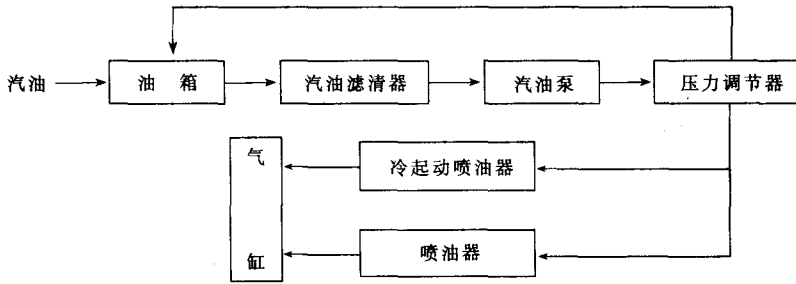 汽油
油 箱
汽油滤清器
汽油泵
压力调节器
气
缸
冷起动喷油器
喷油器